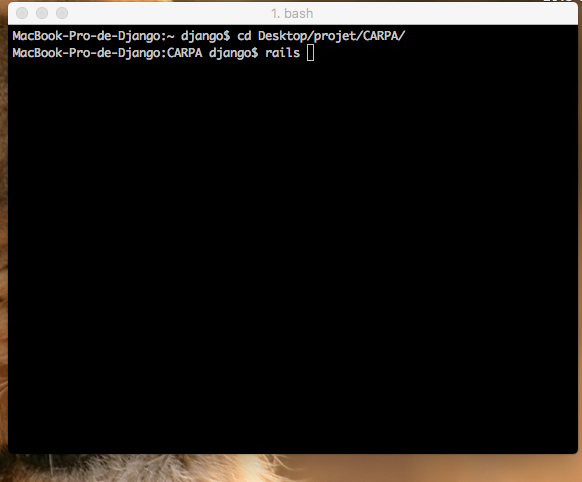 1. bash
MacBook-Pro-de-Django:~ django$ cd Desktop/projet/CARPA/
MacBook-Pro-de-Django:CARPA django$ rails